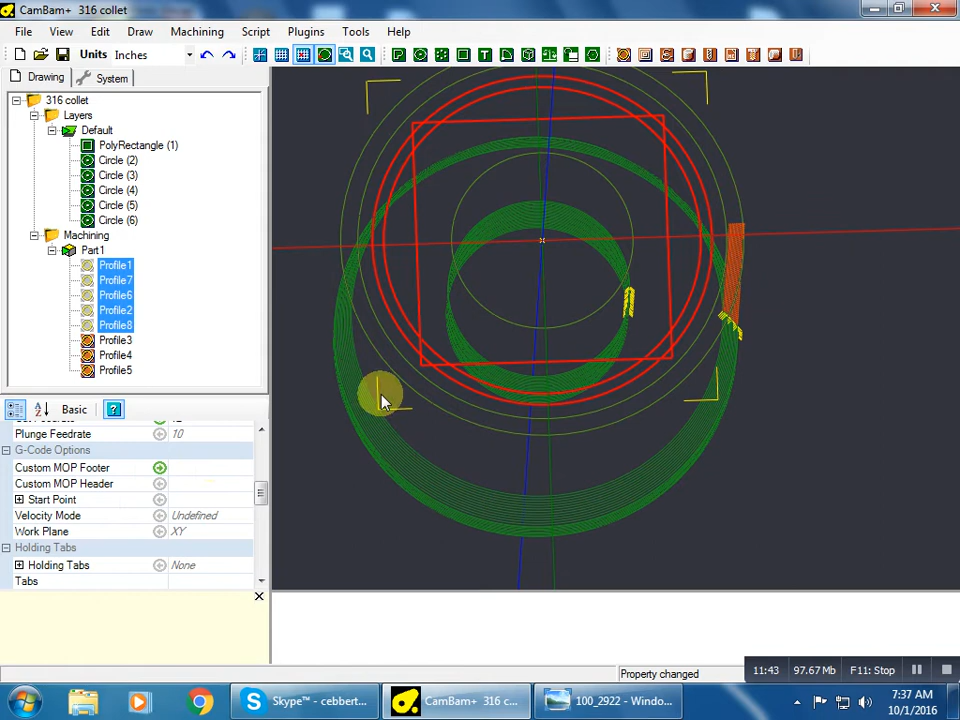 CamBam+ 316 collet
File View Edit Draw Machining Script Plugins Tools Help
Units Inches
Drawing System
316 collet
Layers
Default
PolyRectangle (1)
Circle (2)
Circle (3)
Circle (4)
Circle (5)
Circle (6)
Machining
Part1
Profile1
Profile7
Profile6
Profile2
Profile8
Profile3
Profile4
Profile5
Basic
Plunge Feedrate 10
G-Code Options
Custom MOP Footer
Custom MOP Header
Start Point
Velocity Mode Undefined
Work Plane XY
Holding Tabs
Holding Tabs None
Tabs
Property changed
11:43 97.67 Mb F11: Stop
Skype™ - cebbert...
CamBam+ 316 c...
100_2922 - Windo...
7:37 AM
10/1/2016